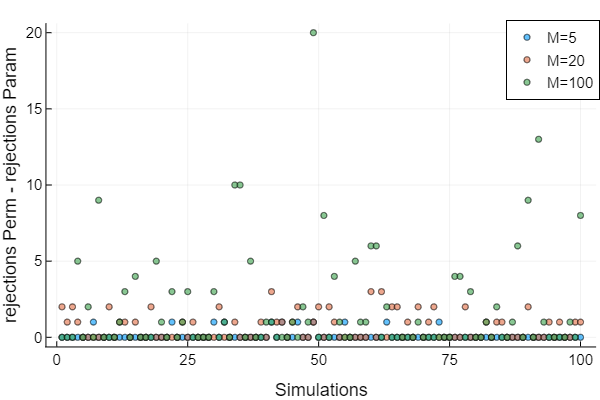 M=5
M=20
M=100
rejections Perm - rejections Param
20
15
10
5
0
0 25 50 75 100
Simulations